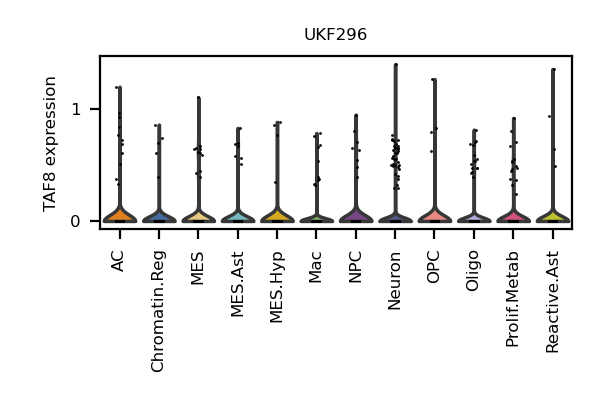 UKF296
TAF8 expression
1
0
AC
Chromatin.Reg
MES
MES.Ast
MES.Hyp
Mac
NPC
Neuron
OPC
Oligo
Prolif.Metab
Reactive.Ast